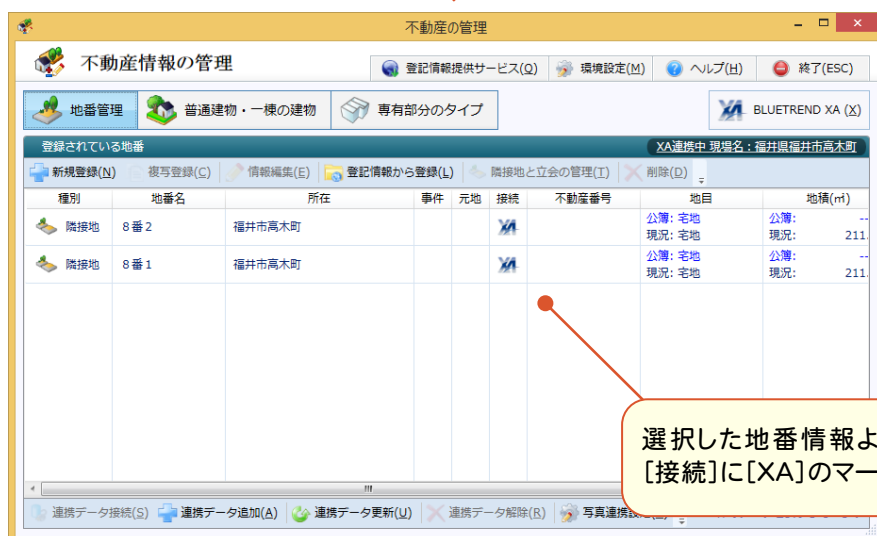 不動産の管理
不動産情報の管理
登記情報提供サービス(Q) 環境設定(M) ヘルプ(H) 終了(ESC)
地番管理 普通建物・一棟の建物 専有部分のタイプ BLUETREND XA (X)
登録されている地番 XA連携中 現場名:福井県福井市高木町
新規登録(N) 複写登録(C) 情報編集(E) 登記情報から登録(L) 隣接地と立会の管理(T) 削除(D)
種別 地番名 所在 事件 元地 接続 不動産番号 地目 地積(㎡)
隣接地 8番2 福井市高木町 XA 公簿: 宅地 公簿: --
現況: 宅地 現況: 211.
隣接地 8番1 福井市高木町 XA 公簿: 宅地 公簿: --
現況: 宅地 現況: 211.
選択した地番情報よ
[接続]に[XA]のマー
連携データ接続(S) 連携データ追加(A) 連携データ更新(U) 連携データ解除(R) 写真連携設